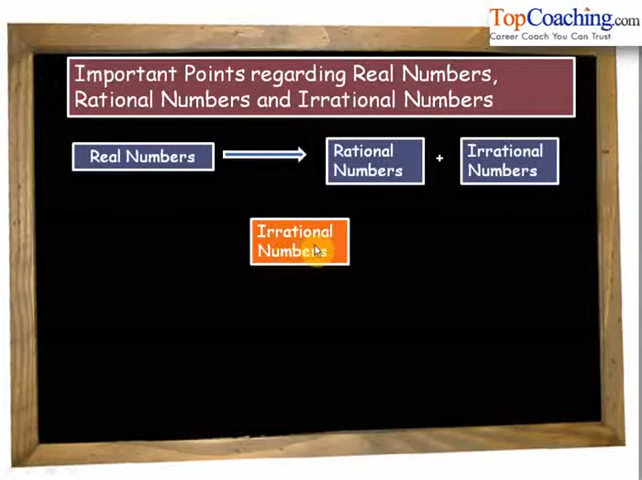 TopCoaching.com
Career Coach You Can Trust
Important Points regarding Real Numbers,
Rational Numbers and Irrational Numbers
Real Numbers
Rational
Numbers
+
Irrational
Numbers
Irrational
Numbers